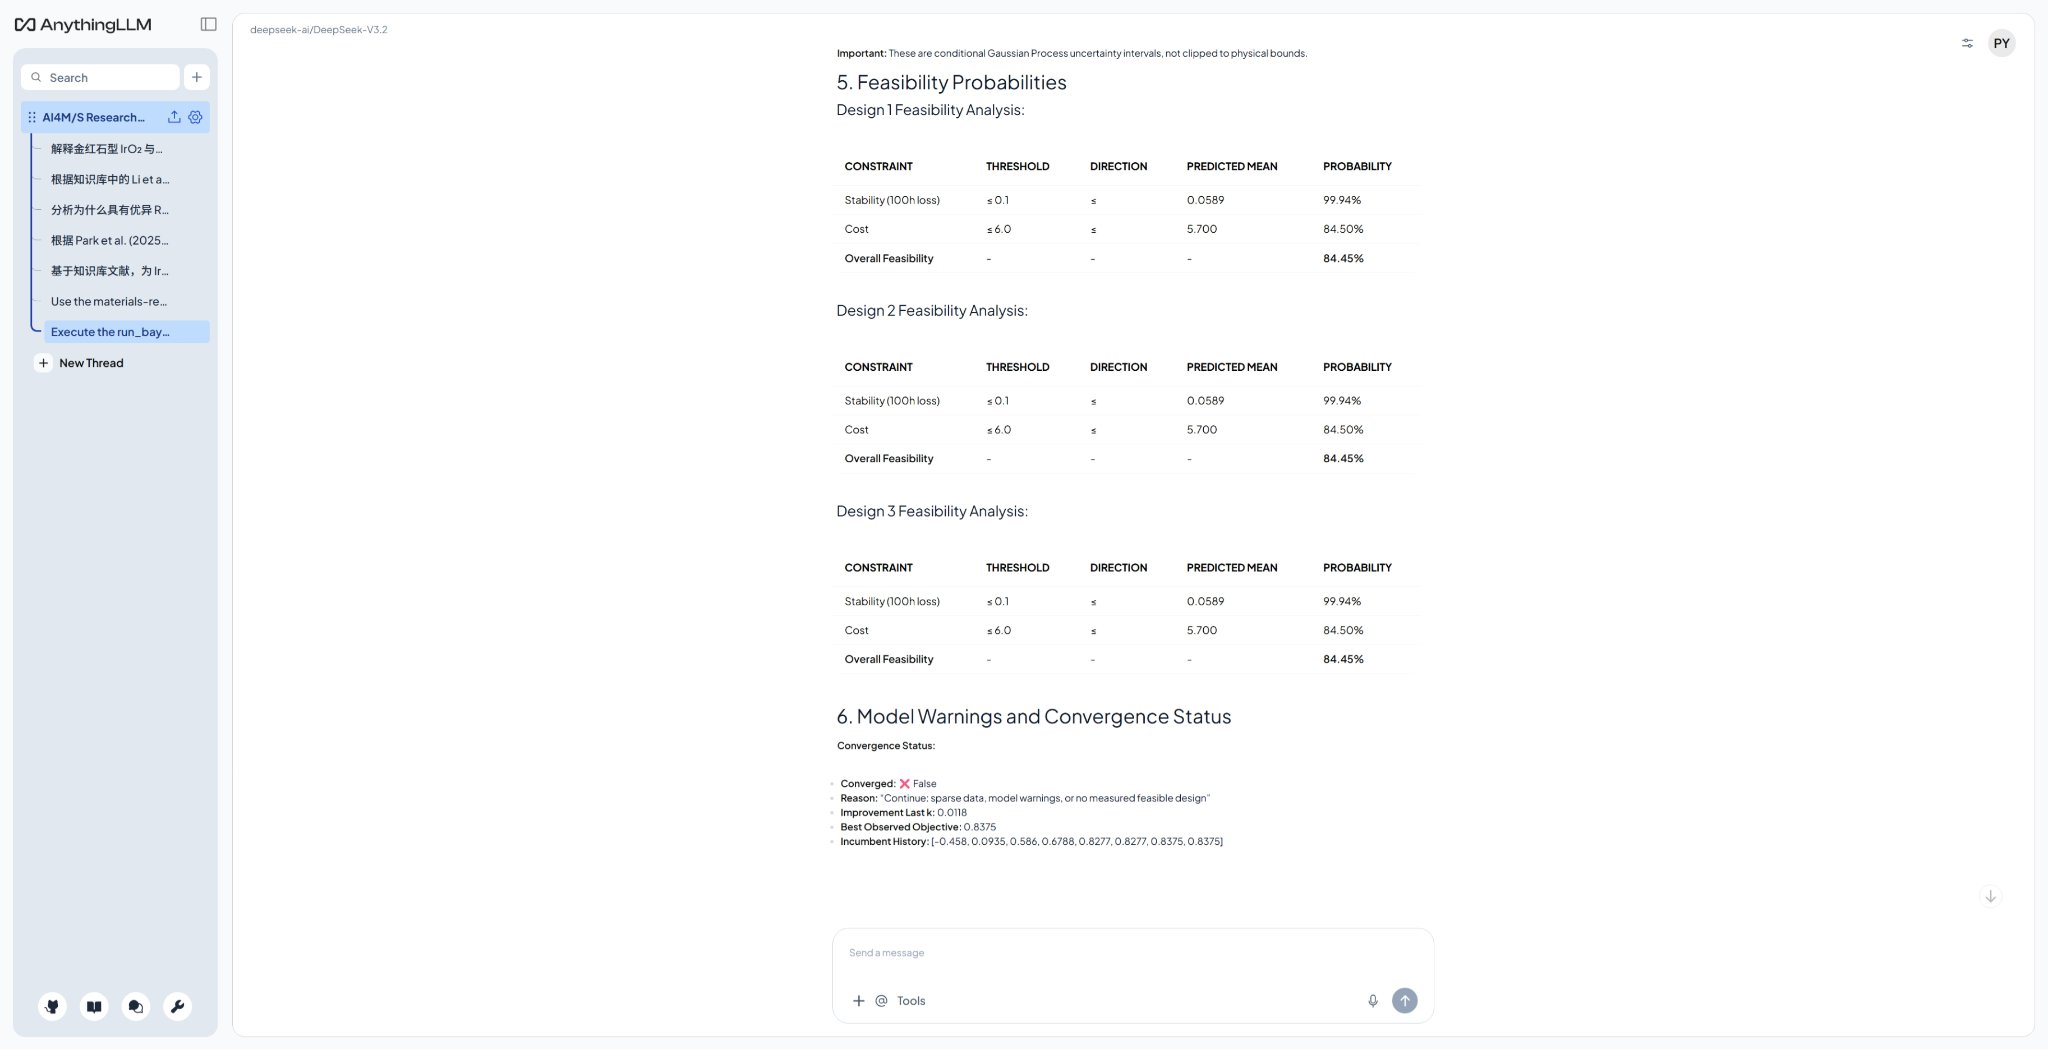 AnythingLLM
Search
AI4M/S Research...
解释金红石型 IrO₂ 与...
根据知识库中的 Li et a...
分析为什么具有优异 R...
根据 Park et al. (2025...
基于知识库文献，为 Ir...
Use the materials-re...
Execute the run_bay...
New Thread
deepseek-ai/DeepSeek-V3.2
PY
Important: These are conditional Gaussian Process uncertainty intervals, not clipped to physical bounds.
5. Feasibility Probabilities
Design 1 Feasibility Analysis:
CONSTRAINT THRESHOLD DIRECTION PREDICTED MEAN PROBABILITY
Stability (100h loss) ≤ 0.1 ≤ 0.0589 99.94%
Cost ≤ 6.0 ≤ 5.700 84.50%
Overall Feasibility - - - 84.45%
Design 2 Feasibility Analysis:
CONSTRAINT THRESHOLD DIRECTION PREDICTED MEAN PROBABILITY
Stability (100h loss) ≤ 0.1 ≤ 0.0589 99.94%
Cost ≤ 6.0 ≤ 5.700 84.50%
Overall Feasibility - - - 84.45%
Design 3 Feasibility Analysis:
CONSTRAINT THRESHOLD DIRECTION PREDICTED MEAN PROBABILITY
Stability (100h loss) ≤ 0.1 ≤ 0.0589 99.94%
Cost ≤ 6.0 ≤ 5.700 84.50%
Overall Feasibility - - - 84.45%
6. Model Warnings and Convergence Status
Convergence Status:
Converged: ❌ False
Reason: "Continue: sparse data, model warnings, or no measured feasible design"
Improvement Last k: 0.0118
Best Observed Objective: 0.8375
Incumbent History: [-0.458, 0.0935, 0.586, 0.6788, 0.8277, 0.8277, 0.8375, 0.8375]
Send a message
@ Tools